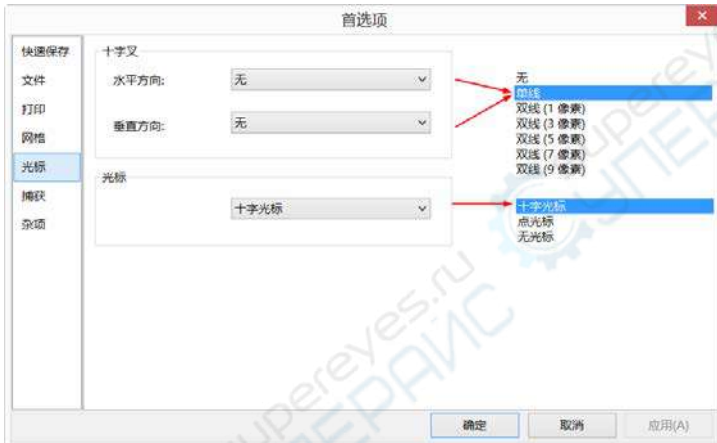 首选项
快速保存
文件
打印
网格
光标
捕获
杂项
十字叉
水平方向:
无
垂直方向:
无
光标
十字光标
无
单线
双线 (1 像素)
双线 (3 像素)
双线 (5 像素)
双线 (7 像素)
双线 (9 像素)
十字光标
点光标
无光标
确定
取消
应用(A)
supereyes.ru
СУПЕРАЙС